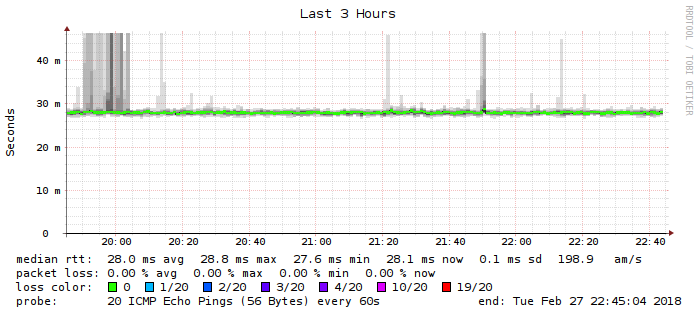 Last 3 Hours
RRDTOOL / TOBI OETIKER
Seconds
40 m
30 m
20 m
10 m
0
20:00 20:20 20:40 21:00 21:20 21:40 22:00 22:20 22:40
median rtt: 28.0 ms avg 28.8 ms max 27.6 ms min 28.1 ms now 0.1 ms sd 198.9 am/s
packet loss: 0.00 % avg 0.00 % max 0.00 % min 0.00 % now
loss color: 0 1/20 2/20 3/20 4/20 10/20 19/20
probe: 20 ICMP Echo Pings (56 Bytes) every 60s end: Tue Feb 27 22:45:04 2018